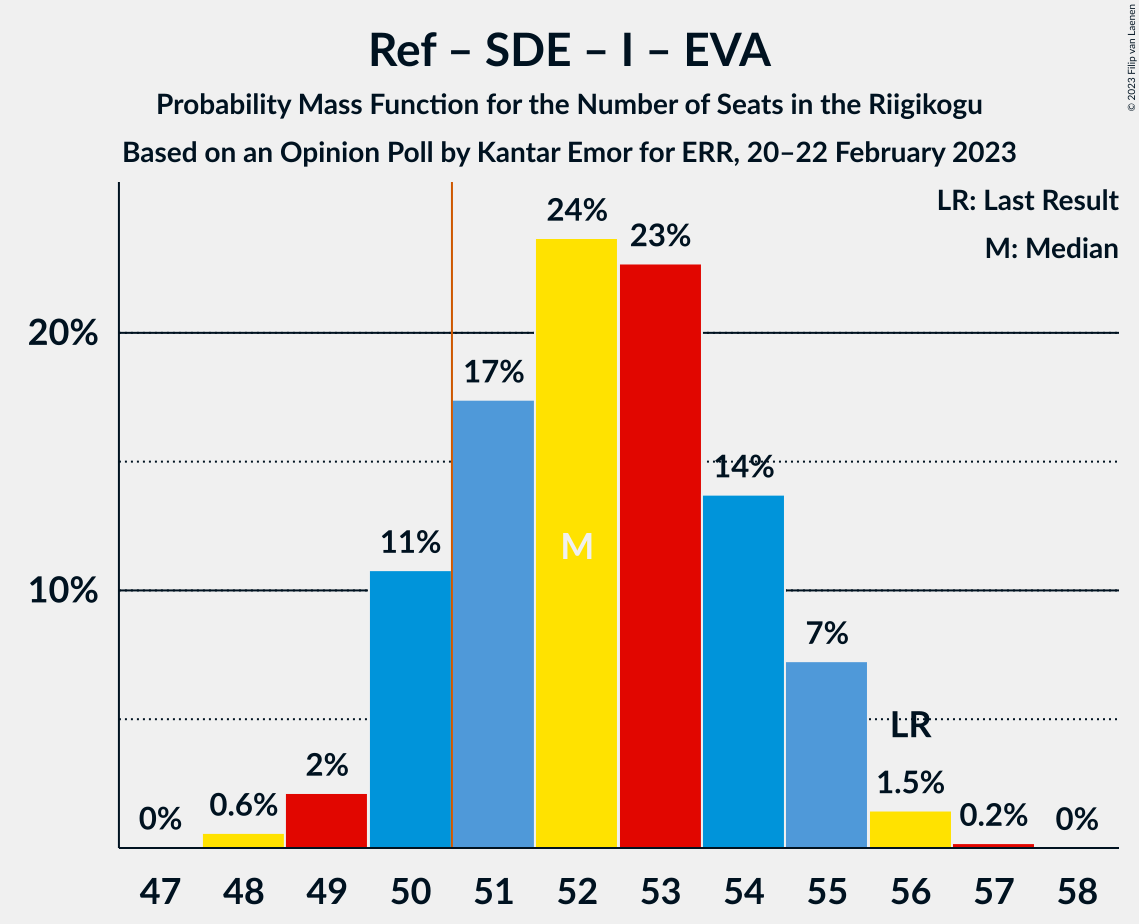 Ref – SDE – I – EVA
Probability Mass Function for the Number of Seats in the Riigikogu
Based on an Opinion Poll by Kantar Emor for ERR, 20–22 February 2023
© 2023 Filip van Laenen
LR: Last Result
M: Median
20%
10%
0%
0.6%
2%
11%
17%
24%
23%
14%
7%
1.5%
0.2%
0%
M
LR
47 48 49 50 51 52 53 54 55 56 57 58